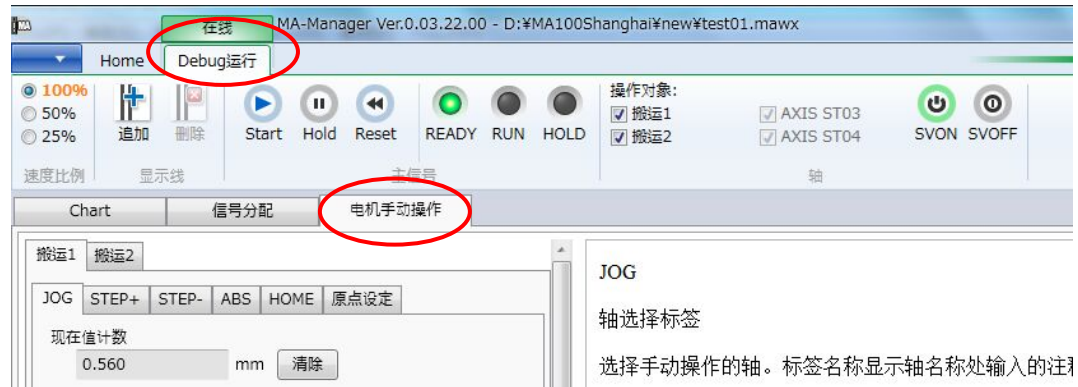 MA
在线
MA-Manager Ver.0.03.22.00 - D:¥MA100Shanghai¥new¥test01.mawx
Home
Debug运行
100%
50%
25%
追加
删除
Start
Hold
Reset
READY
RUN
HOLD
操作对象:
搬运1
搬运2
AXIS ST03
AXIS ST04
SVON
SVOFF
速度比例
显示线
主信号
轴
Chart
信号分配
电机手动操作
搬运1
搬运2
JOG
STEP+
STEP-
ABS
HOME
原点设定
现在值计数
0.560 mm 清除
JOG
轴选择标签
选择手动操作的轴。标签名称显示轴名称处输入的注